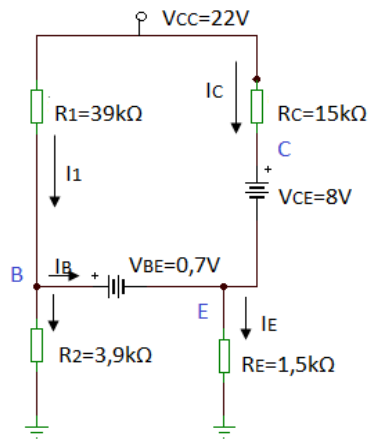 VCC=22V
R1=39kΩ
IC
RC=15kΩ
C
I1
VCE=8V
B
IB
VBE=0,7V
E
IE
R2=3,9kΩ
RE=1,5kΩ